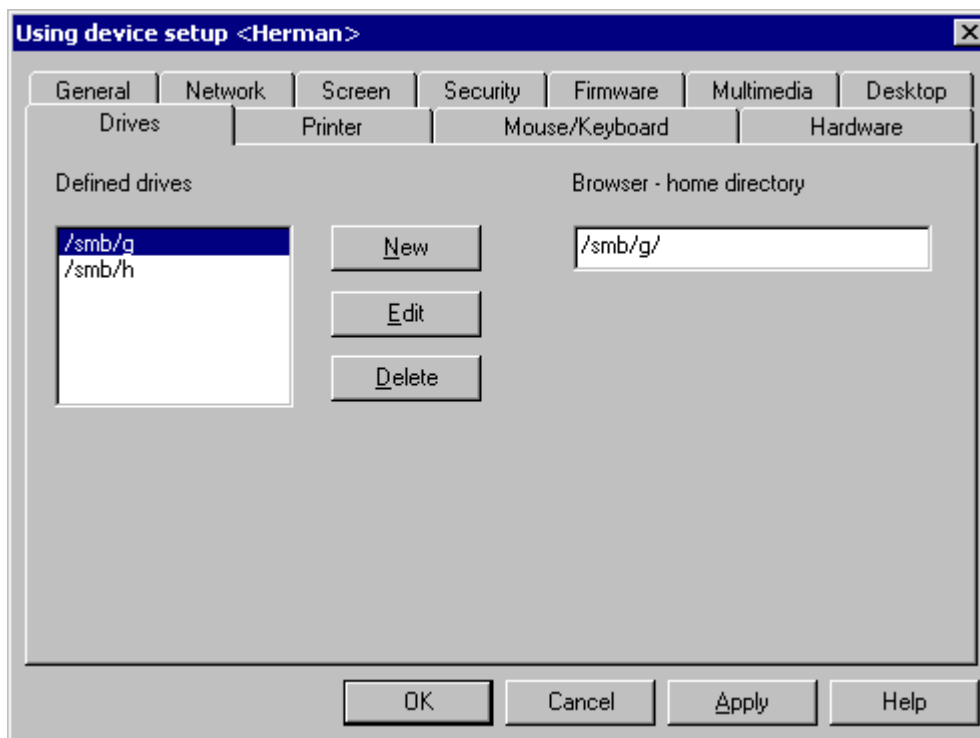 Using device setup <Herman>
General Network Screen Security Firmware Multimedia Desktop
Drives Printer Mouse/Keyboard Hardware
Defined drives Browser - home directory
/smb/g New /smb/g/
/smb/h
Edit
Delete
OK Cancel Apply Help